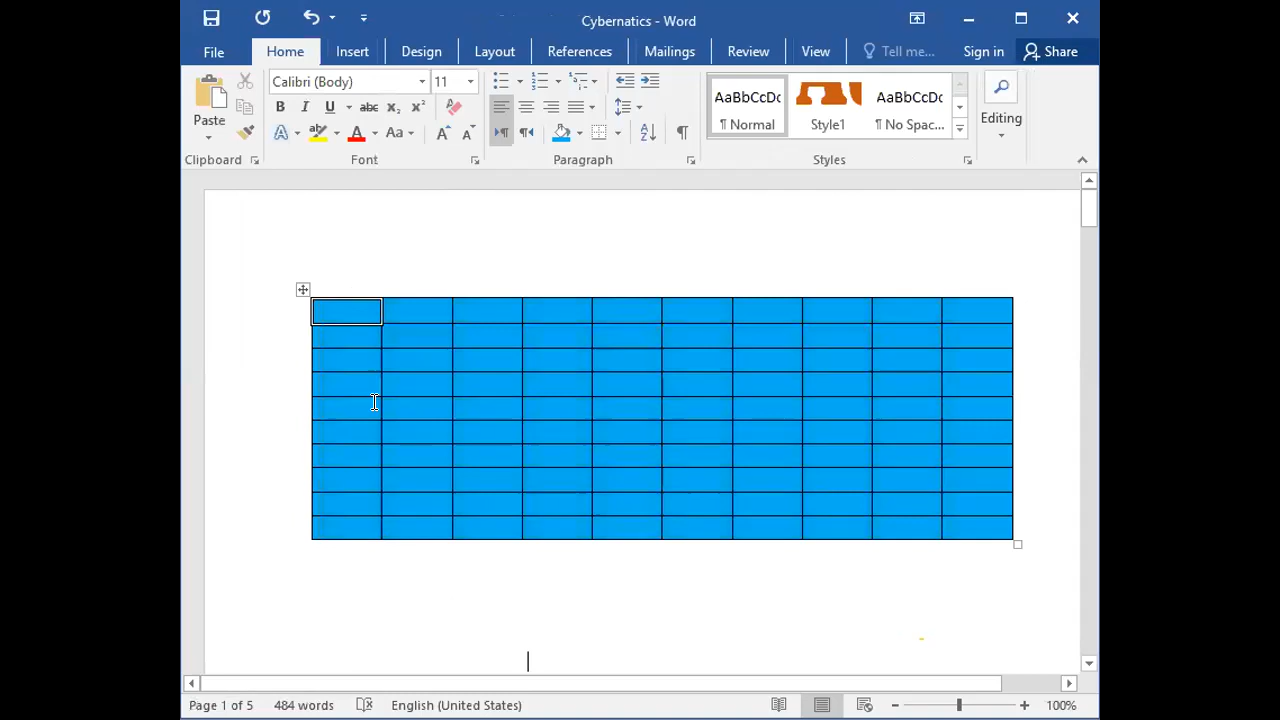 Cybernatics - Word
File Home Insert Design Layout References Mailings Review View Tell me... Sign in Share
Paste
Clipboard
Calibri (Body) 11
B I U abc X₂ X²
A A Aa A A
Font
Paragraph
AaBbCcDc AaBbCcDc
¶ Normal Style1 ¶ No Spac...
Styles
Editing
Page 1 of 5 484 words English (United States) 100%